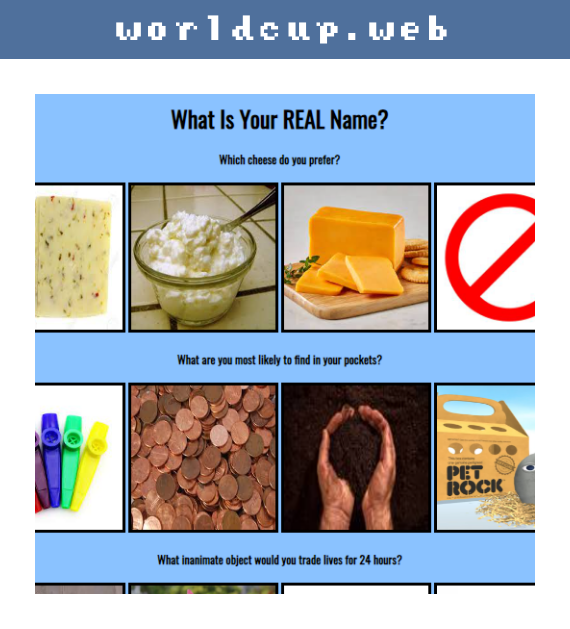 worldcup.web
What Is Your REAL Name?
Which cheese do you prefer?
What are you most likely to find in your pockets?
PET
ROCK
What inanimate object would you trade lives for 24 hours?